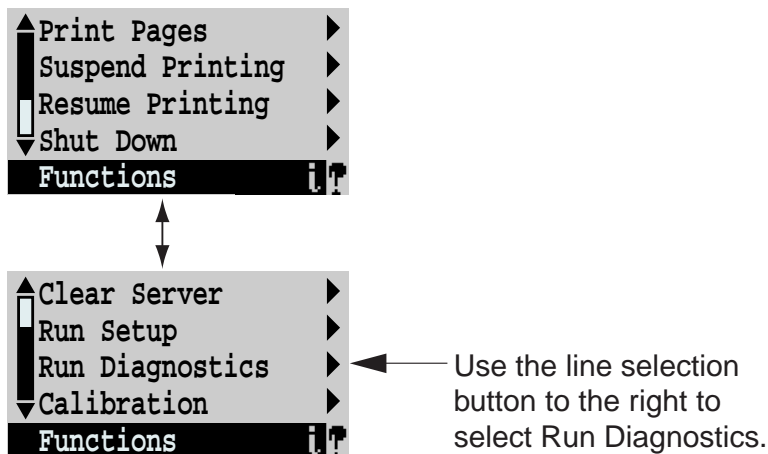 Print Pages
Suspend Printing
Resume Printing
Shut Down
Functions
Clear Server
Run Setup
Run Diagnostics
Calibration
Functions
Use the line selection
button to the right to
select Run Diagnostics.